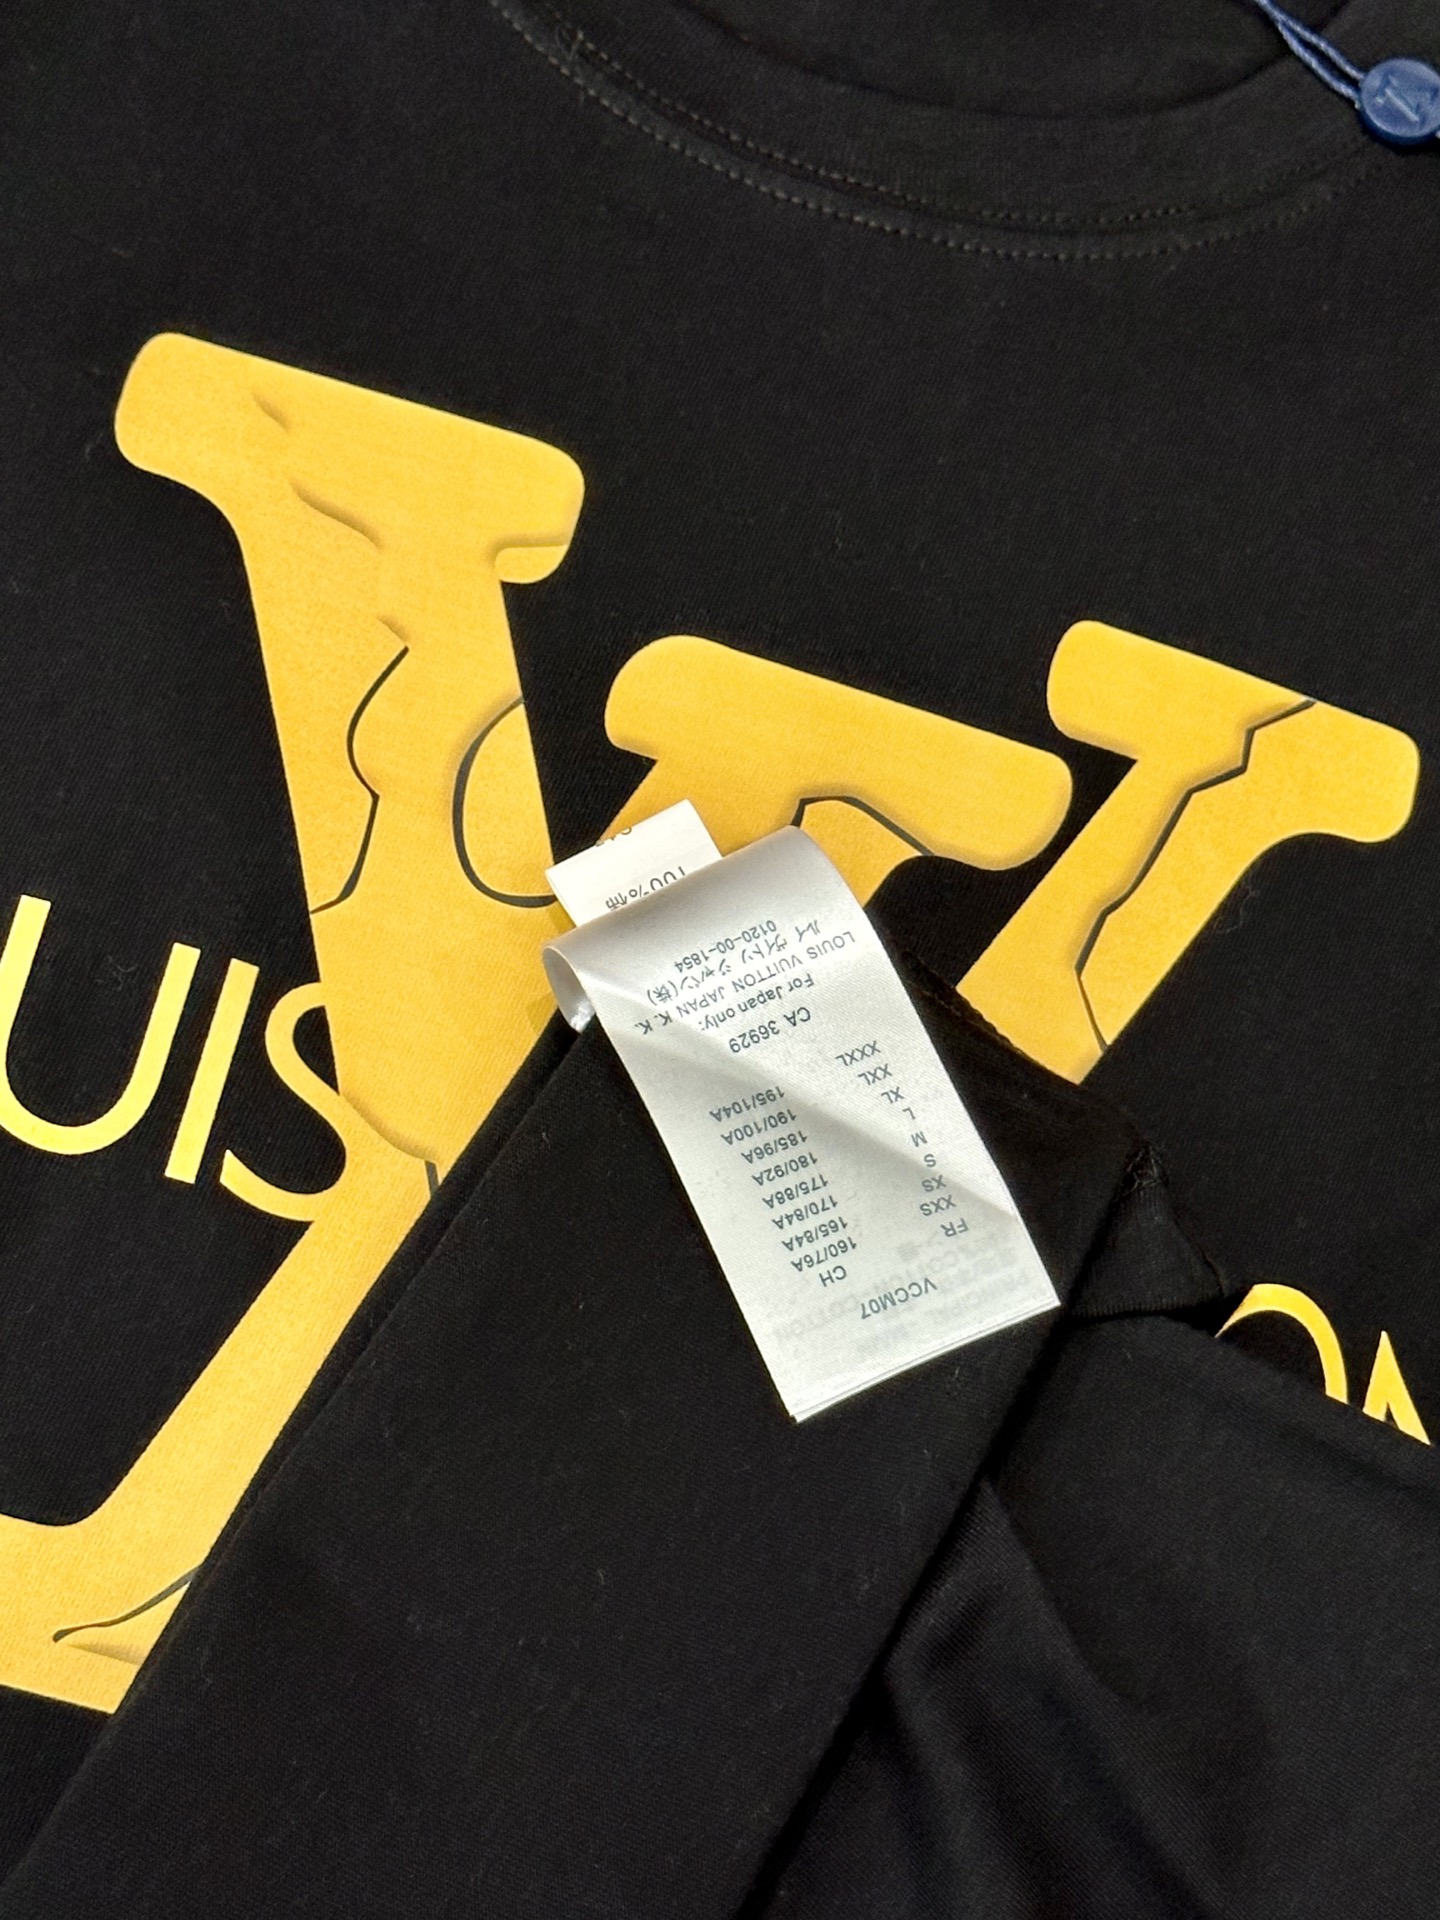 LV
UIS
VCCM07
CH FR
160/76A XXS
165/84A XS
170/84A S
175/88A M
180/92A L
185/96A XL
190/100A XXL
195/104A XXXL
CA 36929
For Japan only:
LOUIS VUITTON JAPAN K. K.
ルイ ヴィトン ジャパン(株)
0120-00-1854
100%棉